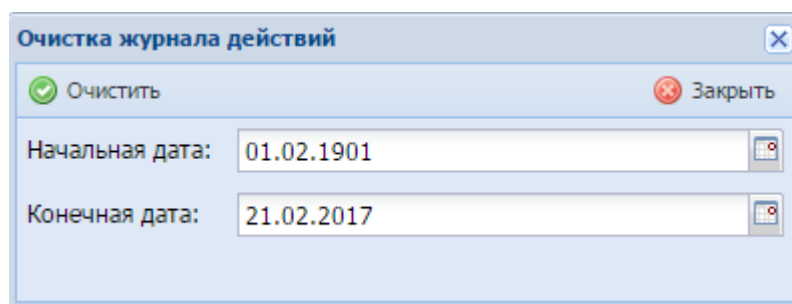 Очистка журнала действий
Очистить Закрыть
Начальная дата: 01.02.1901
Конечная дата: 21.02.2017